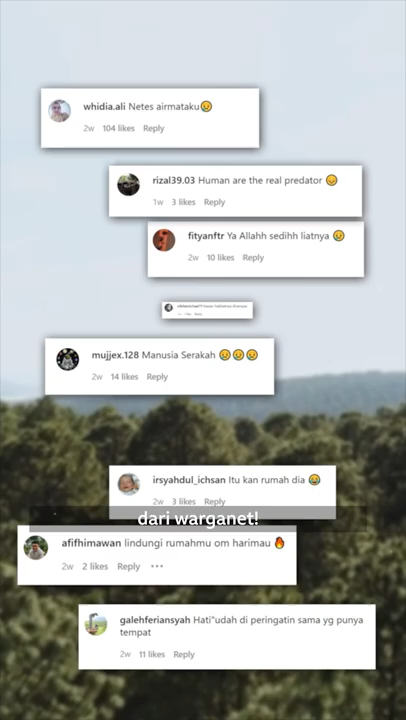 whidia.ali Netes airmataku😥
2w 104 likes Reply
rizal39.03 Human are the real predator 😞
1w 3 likes Reply
fityanftr Ya Allahh sedihh liatnya 😢
2w 10 likes Reply
mujjex.128 Manusia Serakah 😥😥😥
2w 14 likes Reply
irsyahdul_ichsan Itu kan rumah dia 😭
2w 3 likes Reply
dari warganet!
afifhimawan lindungi rumahmu om harimau 🔥
2w 2 likes Reply •••
galehferiansyah Hati"udah di peringatin sama yg punya
tempat
2w 11 likes Reply